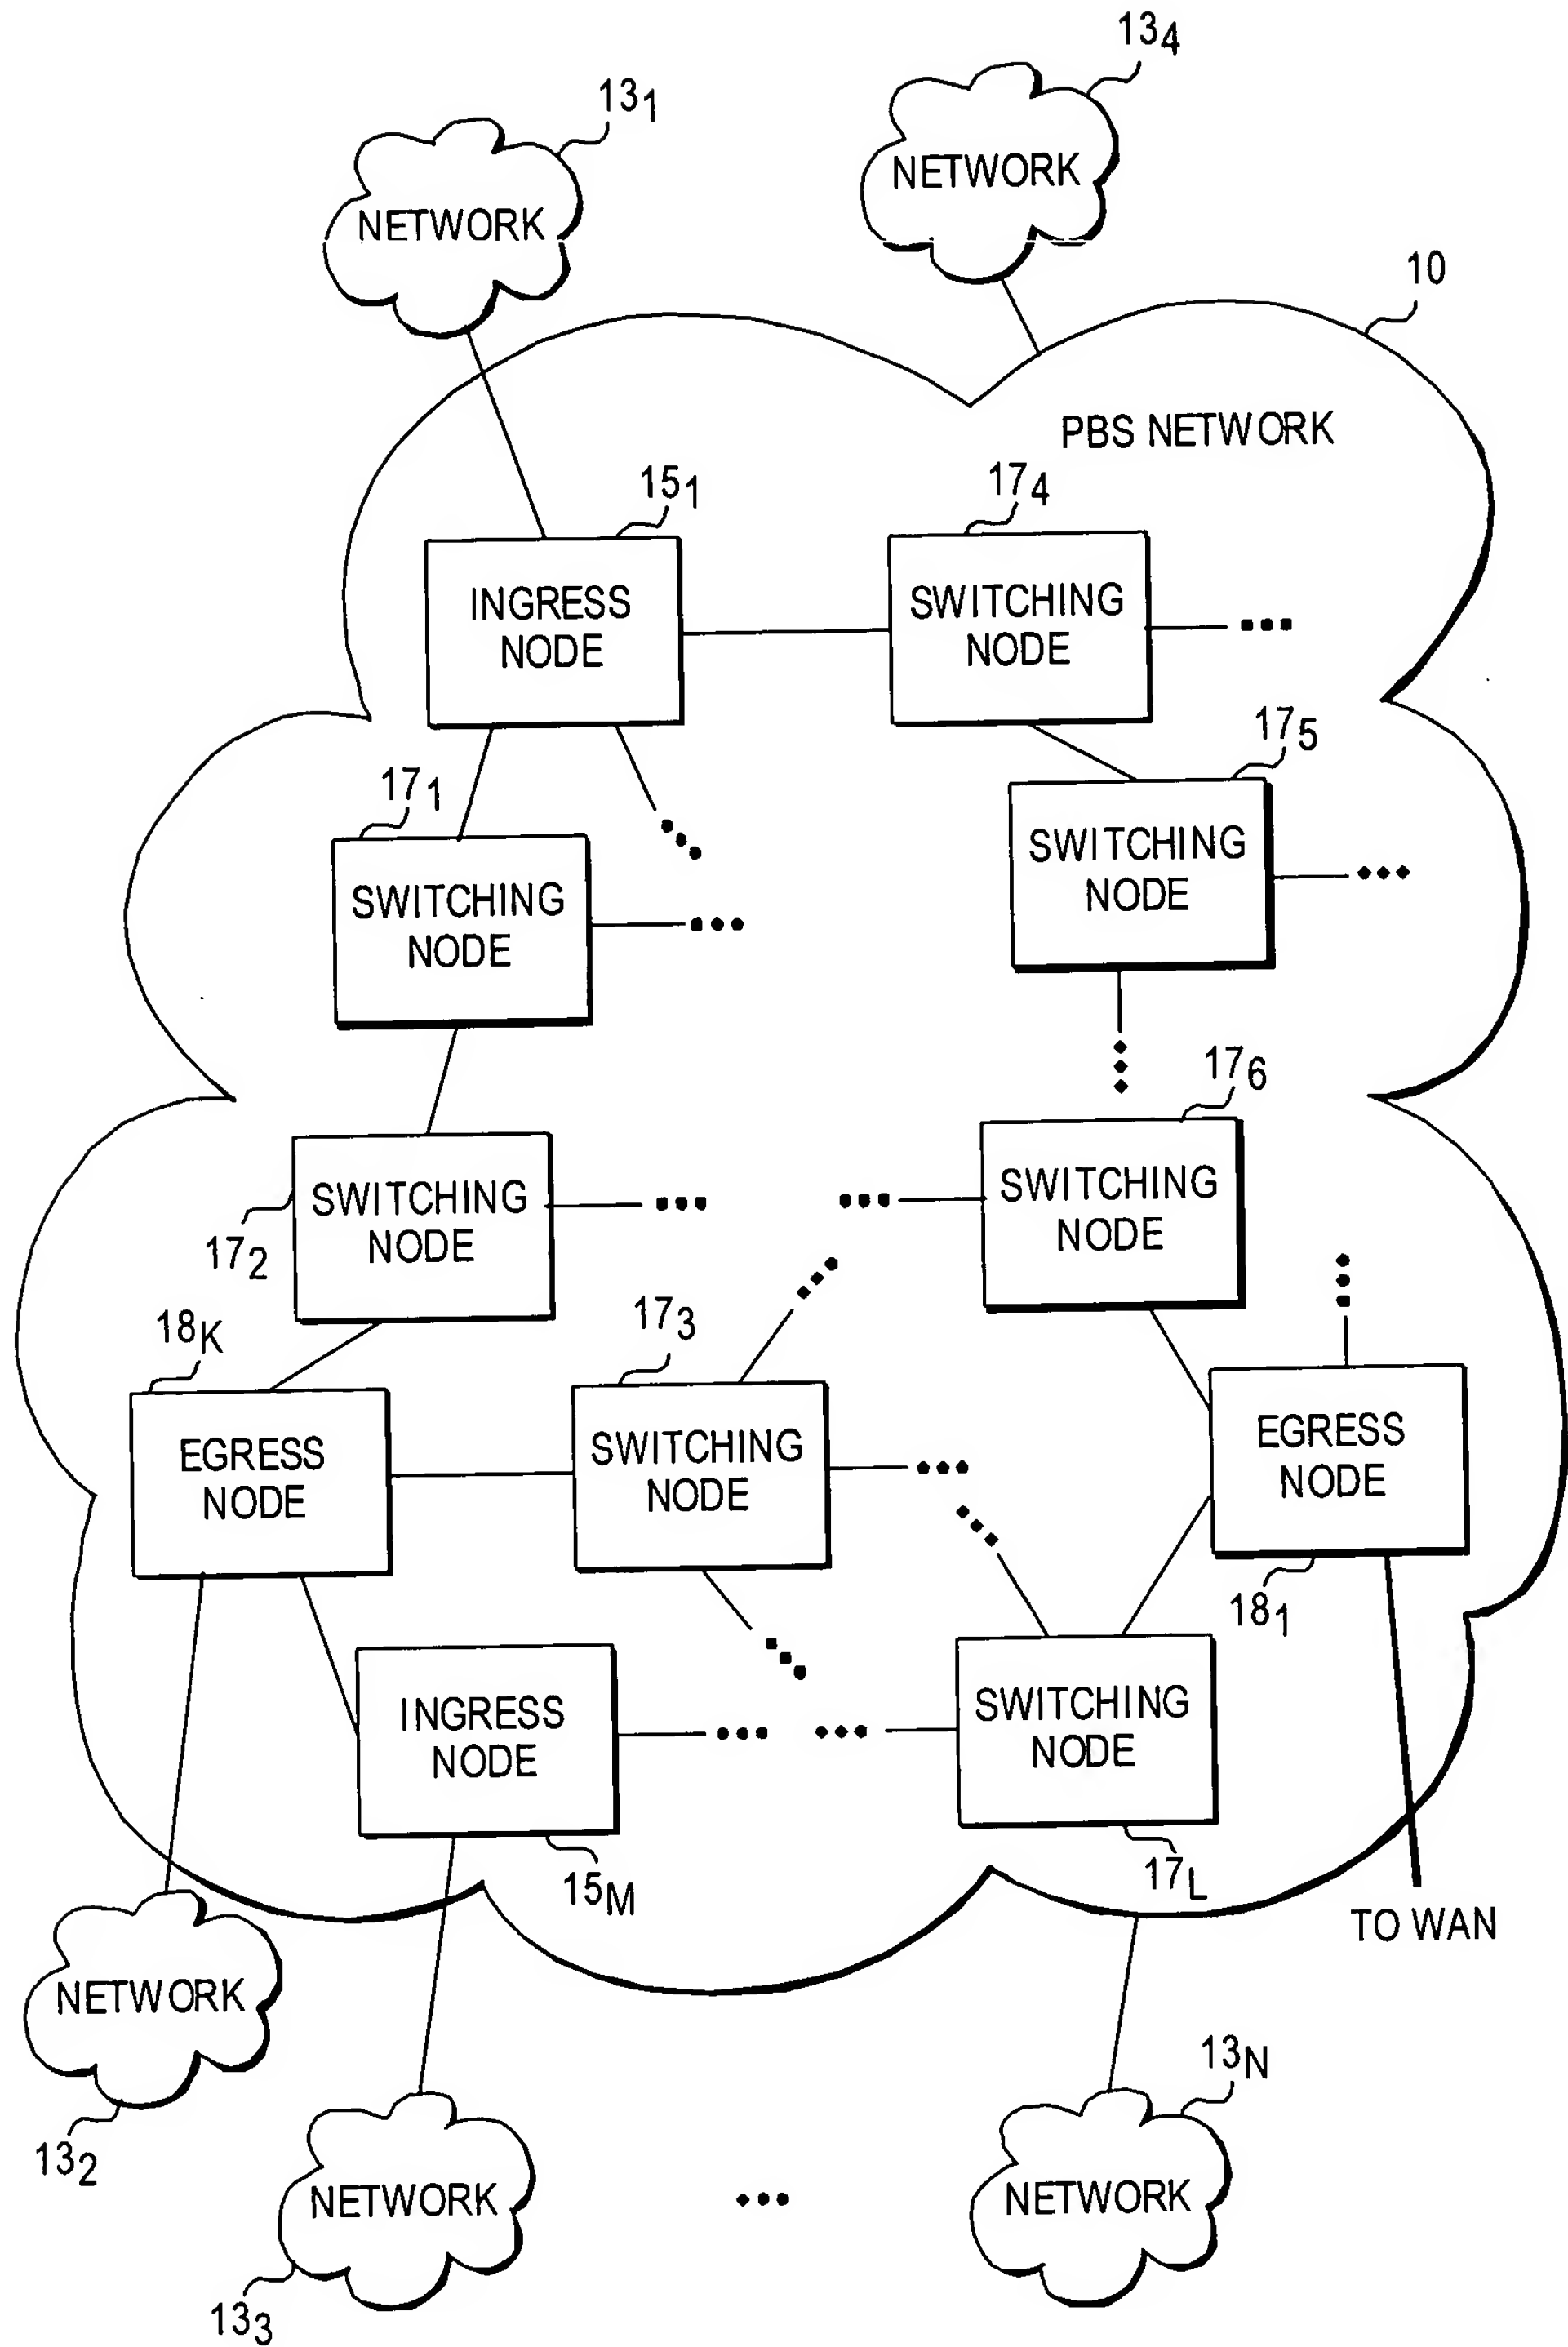 13₄
13₁
NETWORK
NETWORK
10
PBS NETWORK
15₁
17₄
INGRESS
NODE
SWITCHING
NODE
17₅
17₁
SWITCHING
NODE
SWITCHING
NODE
17₆
SWITCHING
NODE
17₂
SWITCHING
NODE
18K
17₃
EGRESS
NODE
SWITCHING
NODE
EGRESS
NODE
18₁
INGRESS
NODE
SWITCHING
NODE
15M
17L
TO WAN
NETWORK
13₂
13N
NETWORK
NETWORK
13₃